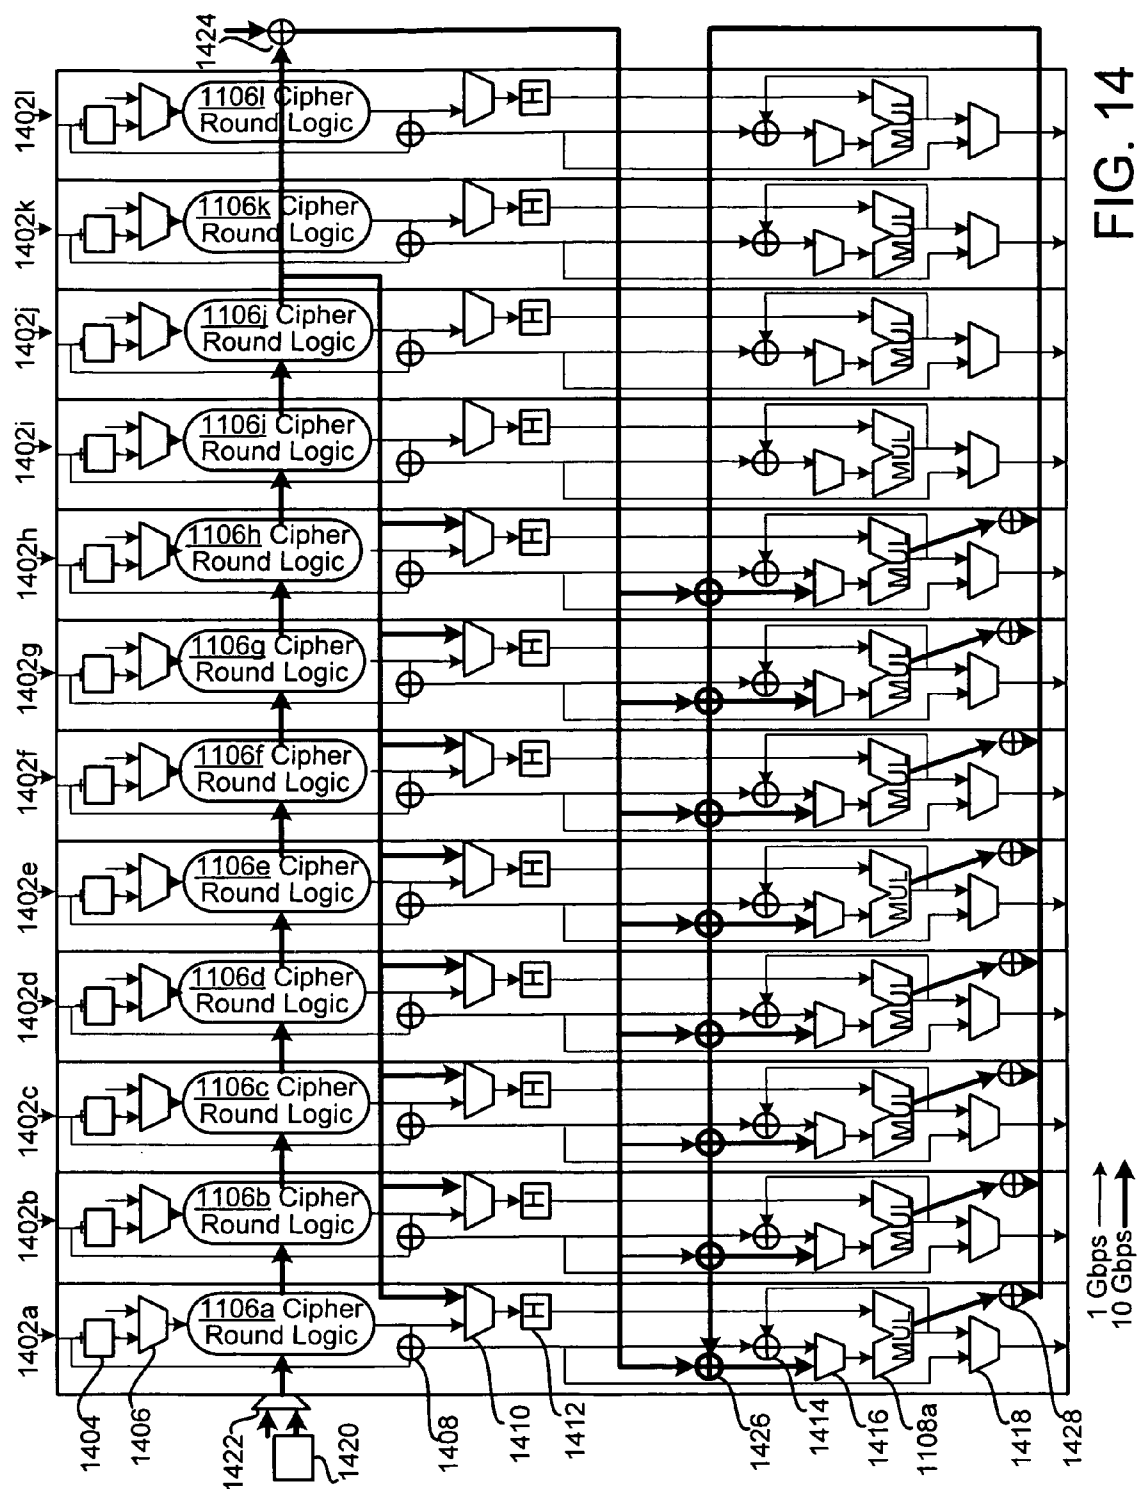 1424
1402l
1106l Cipher
Round Logic
H
MUL
1402k
1106k Cipher
Round Logic
H
MUL
1402j
1106j Cipher
Round Logic
H
MUL
1402i
1106i Cipher
Round Logic
H
MUL
1402h
1106h Cipher
Round Logic
H
MUL
1402g
1106g Cipher
Round Logic
H
MUL
1402f
1106f Cipher
Round Logic
H
MUL
1402e
1106e Cipher
Round Logic
H
MUL
1402d
1106d Cipher
Round Logic
H
MUL
1402c
1106c Cipher
Round Logic
H
MUL
1402b
1106b Cipher
Round Logic
H
MUL
1402a
1106a Cipher
Round Logic
H
MUL
1404
1406
1422
1420
1408
1410
1412
1426
1414
1416
1108a
1418
1428
1 Gbps
10 Gbps
FIG. 14